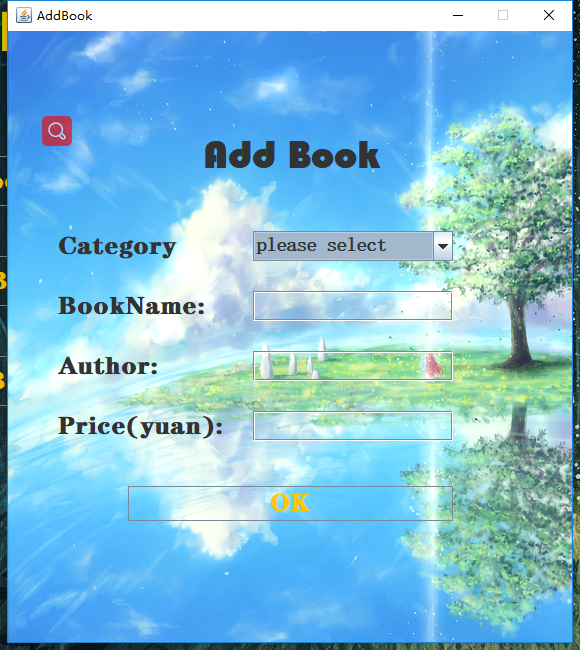 AddBook
Add Book
Category
please select
BookName:
Author:
Price(yuan):
OK